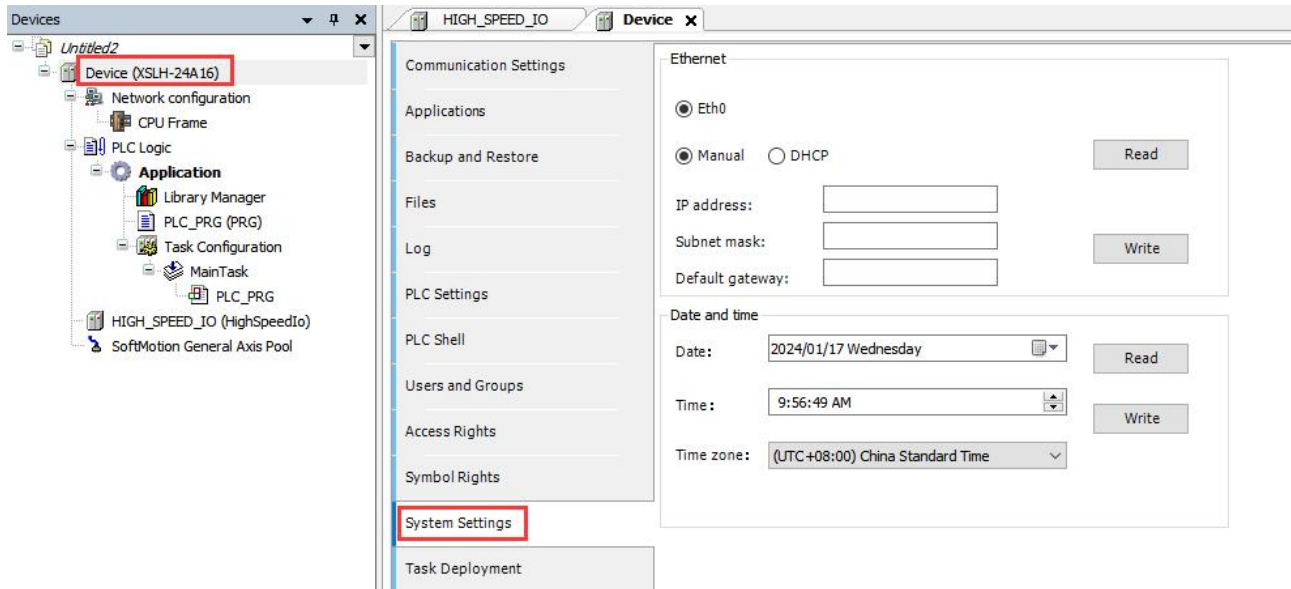 Devices
Untitled2
Device (XSLH-24A16)
Network configuration
CPU Frame
PLC Logic
Application
Library Manager
PLC_PRG (PRG)
Task Configuration
MainTask
PLC_PRG
HIGH_SPEED_IO (HighSpeedIo)
SoftMotion General Axis Pool
HIGH_SPEED_IO
Device
Communication Settings
Applications
Backup and Restore
Files
Log
PLC Settings
PLC Shell
Users and Groups
Access Rights
Symbol Rights
System Settings
Task Deployment
Ethernet
Eth0
Manual DHCP
Read
IP address:
Subnet mask:
Write
Default gateway:
Date and time
Date: 2024/01/17 Wednesday
Read
Time: 9:56:49 AM
Write
Time zone: (UTC+08:00) China Standard Time